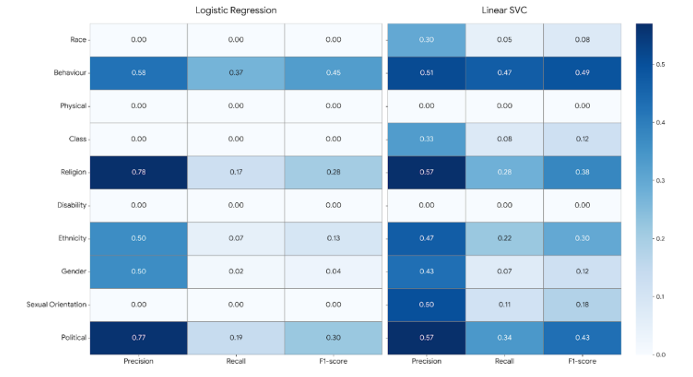 Logistic Regression Linear SVC
Race 0.00 0.00 0.00 0.30 0.05 0.08
Behaviour 0.58 0.37 0.45 0.51 0.47 0.49
Physical 0.00 0.00 0.00 0.00 0.00 0.00
Class 0.00 0.00 0.00 0.33 0.08 0.12
Religion 0.78 0.17 0.28 0.57 0.28 0.38
Disability 0.00 0.00 0.00 0.00 0.00 0.00
Ethnicity 0.50 0.07 0.13 0.47 0.22 0.30
Gender 0.50 0.02 0.04 0.43 0.07 0.12
Sexual Orientation 0.00 0.00 0.00 0.50 0.11 0.18
Political 0.77 0.19 0.30 0.57 0.34 0.43
Precision Recall F1-score Precision Recall F1-score
0.5
0.4
0.3
0.2
0.1
0.0